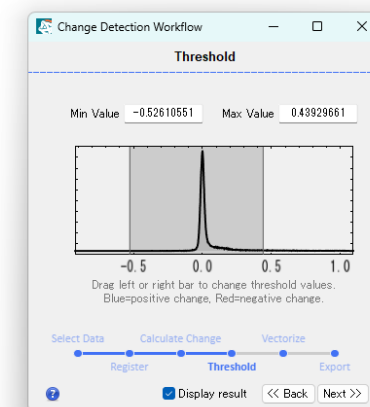 Change Detection Workflow
Threshold
Min Value -0.52610551 Max Value 0.43929661
-0.5 0.0 0.5 1.0
Drag left or right bar to change threshold values.
Blue=positive change, Red=negative change.
Select Data Calculate Change Vectorize
Register Threshold Export
? Display result << Back Next >>